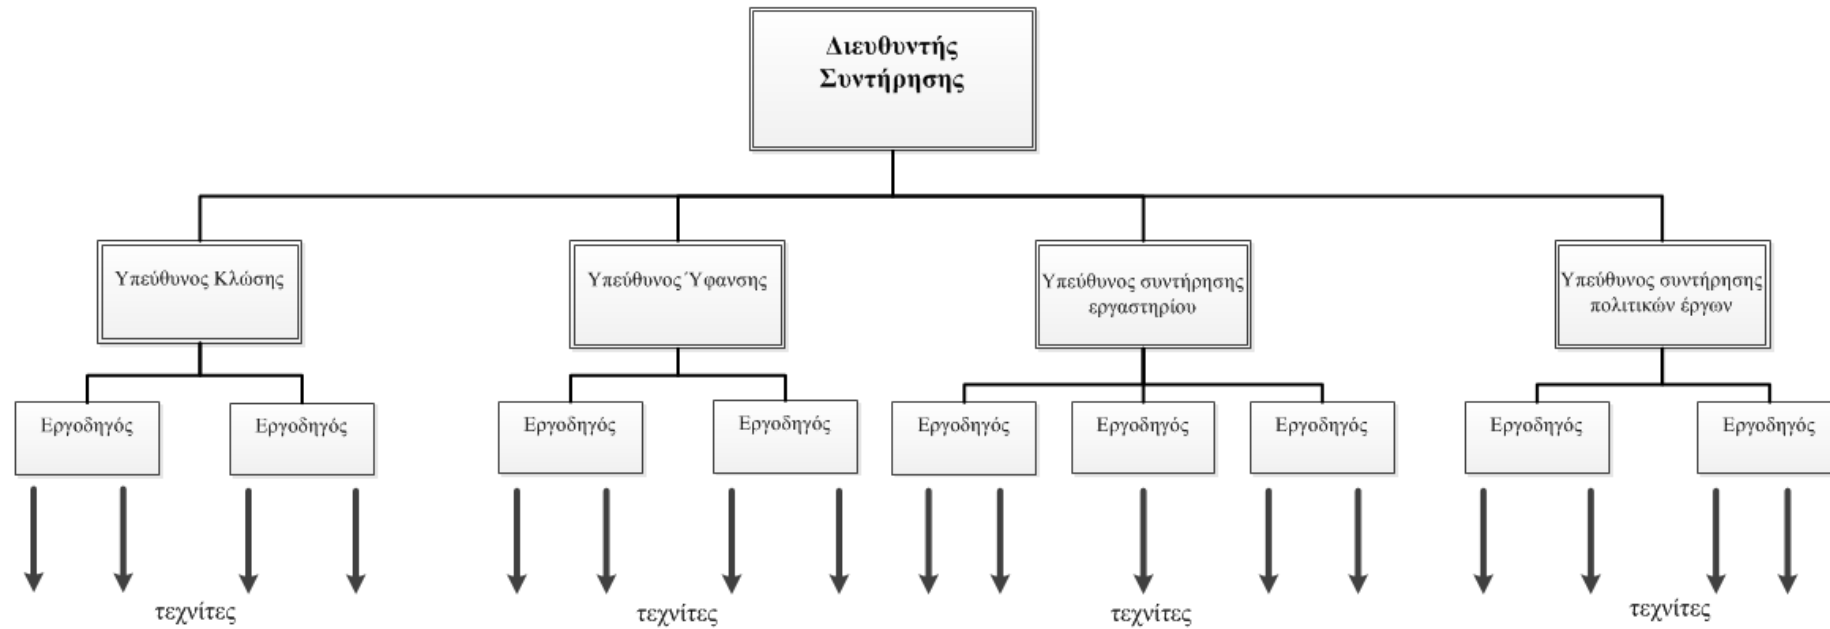 Διευθυντής
Συντήρησης
Υπεύθυνος Κλώσης
Υπεύθυνος Ύφανσης
Υπεύθυνος συντήρησης
εργαστηρίου
Υπεύθυνος συντήρησης
πολιτικών έργων
Εργοδηγός
Εργοδηγός
Εργοδηγός
Εργοδηγός
Εργοδηγός
Εργοδηγός
Εργοδηγός
Εργοδηγός
Εργοδηγός
τεχνίτες
τεχνίτες
τεχνίτες
τεχνίτες